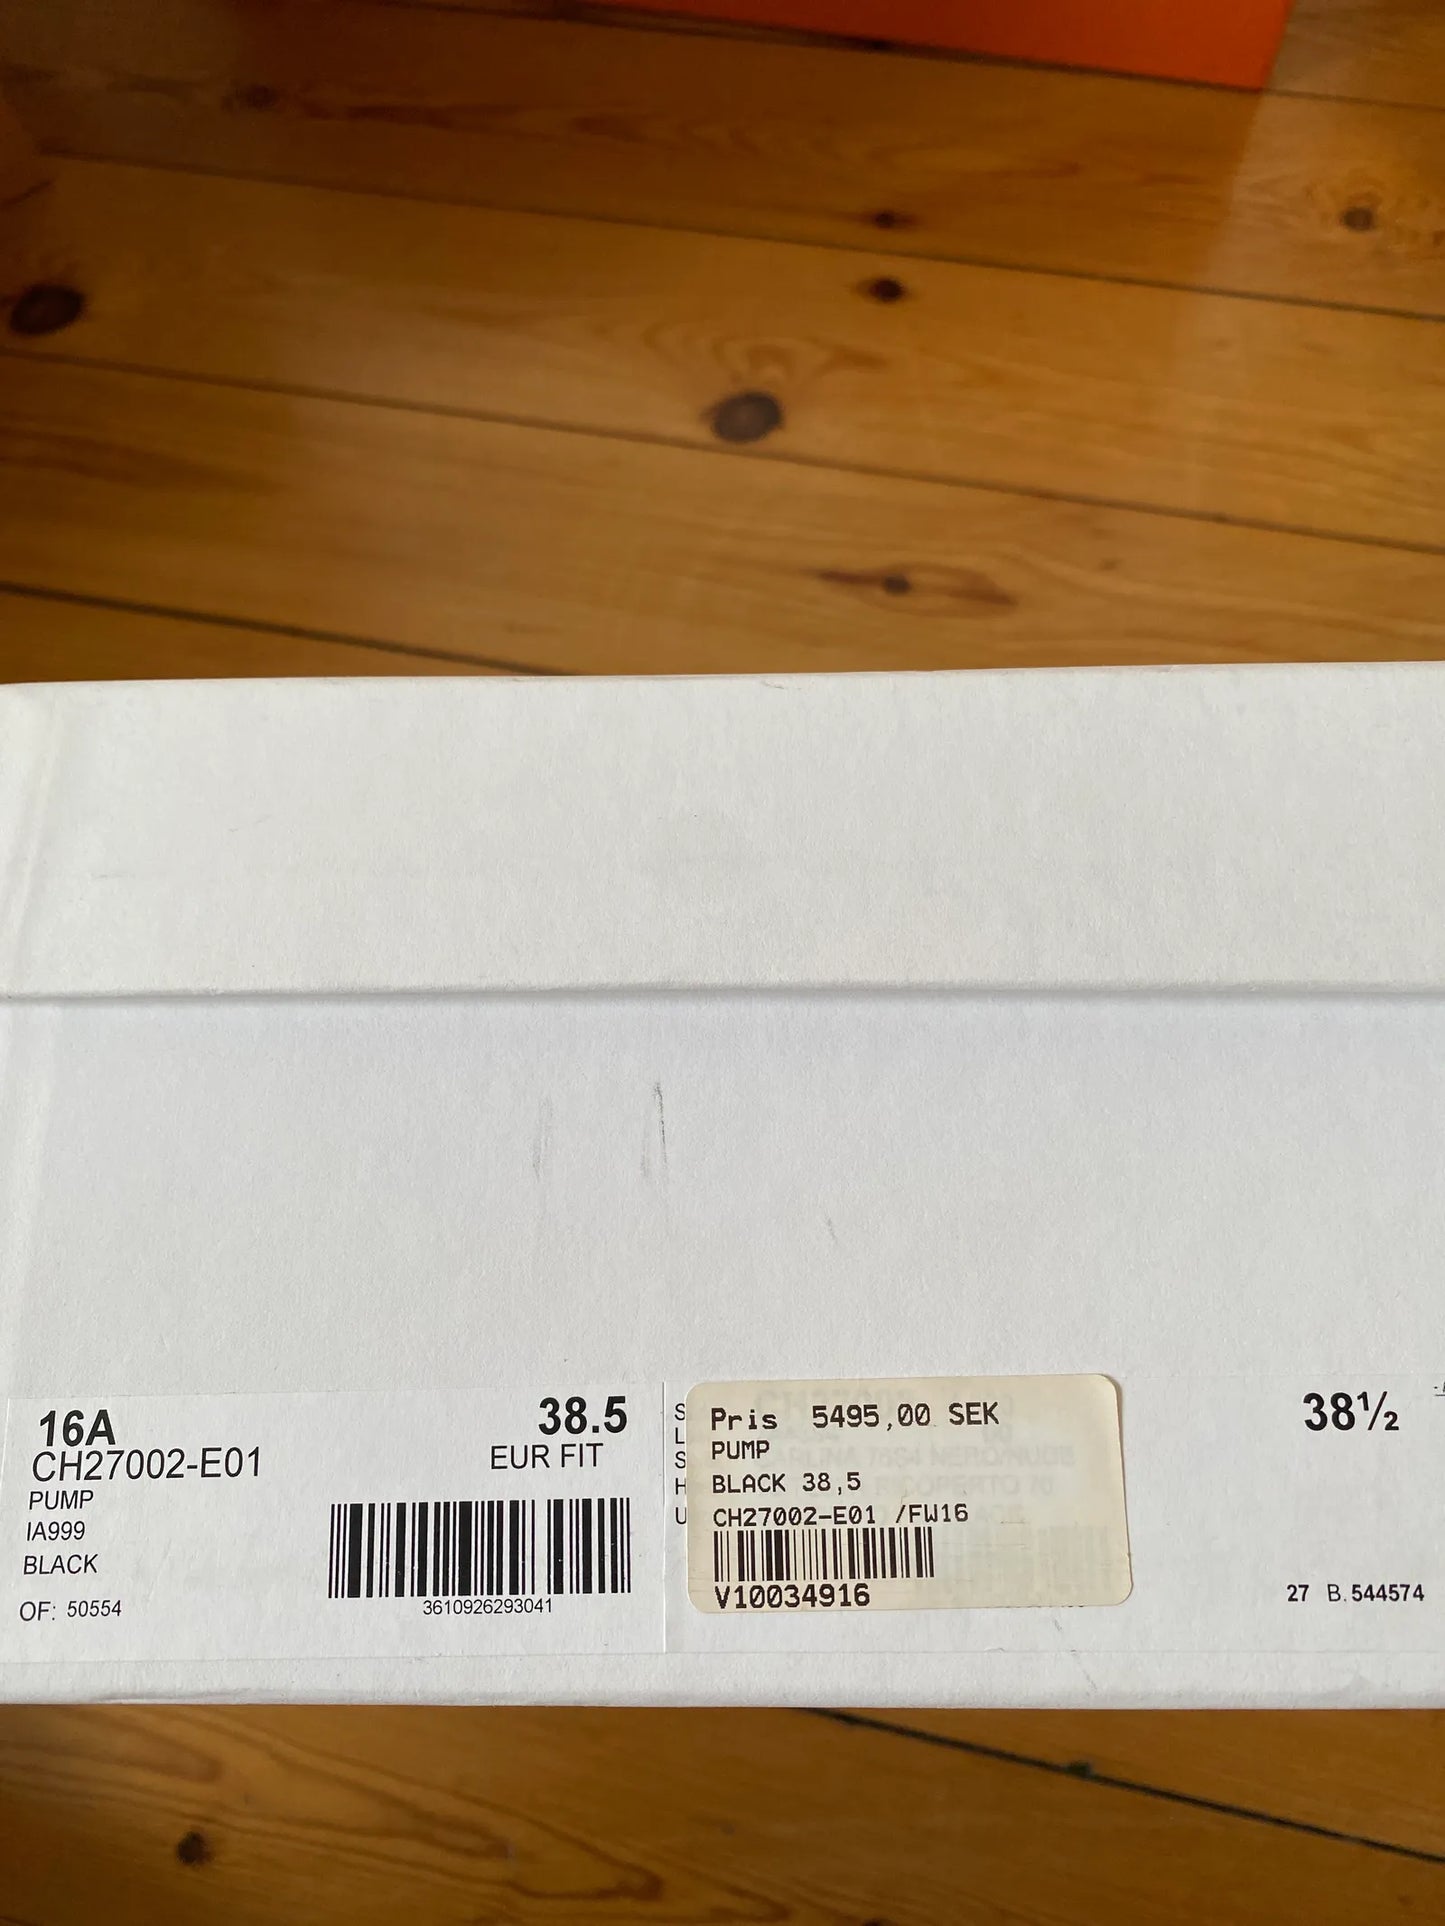 16A
38.5
CH27002-E01
EUR FIT
PUMP
IA999
BLACK
OF: 50554
3610926293041
S
L
S
H
U
Pris 5495,00 SEK
PUMP
BLACK 38,5
CH27002-E01 /FW16
V10034916
38½
27 B.544574